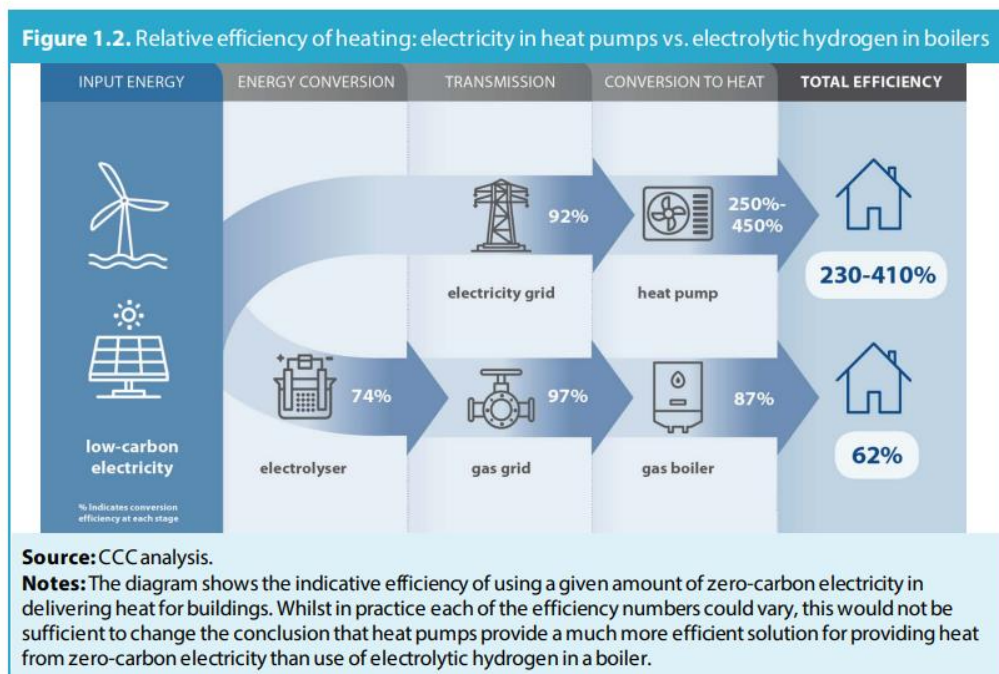 Figure 1.2. Relative efficiency of heating: electricity in heat pumps vs. electrolytic hydrogen in boilers
INPUT ENERGY
ENERGY CONVERSION
TRANSMISSION
CONVERSION TO HEAT
TOTAL EFFICIENCY
92%
250%-
450%
electricity grid
heat pump
230-410%
74%
97%
87%
low-carbon
electricity
electrolyser
gas grid
gas boiler
62%
% Indicates conversion
efficiency at each stage
Source: CCC analysis.
Notes: The diagram shows the indicative efficiency of using a given amount of zero-carbon electricity in
delivering heat for buildings. Whilst in practice each of the efficiency numbers could vary, this would not be
sufficient to change the conclusion that heat pumps provide a much more efficient solution for providing heat
from zero-carbon electricity than use of electrolytic hydrogen in a boiler.